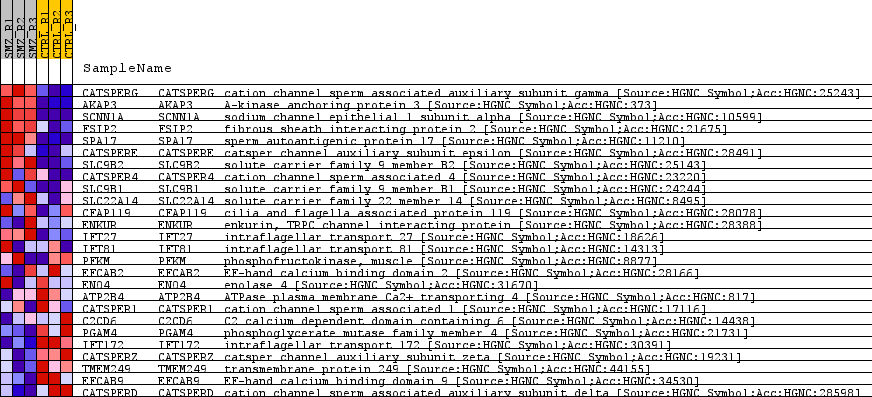 SMZ_R1 SMZ_R2 SMZ_R3 CTRL_R1 CTRL_R2 CTRL_R3
SampleName
CATSPERG CATSPERG cation channel sperm associated auxiliary subunit gamma [Source:HGNC Symbol;Acc:HGNC:25243]
AKAP3 AKAP3 A-kinase anchoring protein 3 [Source:HGNC Symbol;Acc:HGNC:373]
SCNN1A SCNN1A sodium channel epithelial 1 subunit alpha [Source:HGNC Symbol;Acc:HGNC:10599]
FSIP2 FSIP2 fibrous sheath interacting protein 2 [Source:HGNC Symbol;Acc:HGNC:21675]
SPA17 SPA17 sperm autoantigenic protein 17 [Source:HGNC Symbol;Acc:HGNC:11210]
CATSPERE CATSPERE catsper channel auxiliary subunit epsilon [Source:HGNC Symbol;Acc:HGNC:28491]
SLC9B2 SLC9B2 solute carrier family 9 member B2 [Source:HGNC Symbol;Acc:HGNC:25143]
CATSPER4 CATSPER4 cation channel sperm associated 4 [Source:HGNC Symbol;Acc:HGNC:23220]
SLC9B1 SLC9B1 solute carrier family 9 member B1 [Source:HGNC Symbol;Acc:HGNC:24244]
SLC22A14 SLC22A14 solute carrier family 22 member 14 [Source:HGNC Symbol;Acc:HGNC:8495]
CFAP119 CFAP119 cilia and flagella associated protein 119 [Source:HGNC Symbol;Acc:HGNC:28078]
ENKUR ENKUR enkurin, TRPC channel interacting protein [Source:HGNC Symbol;Acc:HGNC:28388]
IFT27 IFT27 intraflagellar transport 27 [Source:HGNC Symbol;Acc:HGNC:18626]
IFT81 IFT81 intraflagellar transport 81 [Source:HGNC Symbol;Acc:HGNC:14313]
PFKM PFKM phosphofructokinase, muscle [Source:HGNC Symbol;Acc:HGNC:8877]
EFCAB2 EFCAB2 EF-hand calcium binding domain 2 [Source:HGNC Symbol;Acc:HGNC:28166]
ENO4 ENO4 enolase 4 [Source:HGNC Symbol;Acc:HGNC:31670]
ATP2B4 ATP2B4 ATPase plasma membrane Ca2+ transporting 4 [Source:HGNC Symbol;Acc:HGNC:817]
CATSPER1 CATSPER1 cation channel sperm associated 1 [Source:HGNC Symbol;Acc:HGNC:17116]
C2CD6 C2CD6 C2 calcium dependent domain containing 6 [Source:HGNC Symbol;Acc:HGNC:14438]
PGAM4 PGAM4 phosphoglycerate mutase family member 4 [Source:HGNC Symbol;Acc:HGNC:21731]
IFT172 IFT172 intraflagellar transport 172 [Source:HGNC Symbol;Acc:HGNC:30391]
CATSPERZ CATSPERZ catsper channel auxiliary subunit zeta [Source:HGNC Symbol;Acc:HGNC:19231]
TMEM249 TMEM249 transmembrane protein 249 [Source:HGNC Symbol;Acc:HGNC:44155]
EFCAB9 EFCAB9 EF-hand calcium binding domain 9 [Source:HGNC Symbol;Acc:HGNC:34530]
CATSPERD CATSPERD cation channel sperm associated auxiliary subunit delta [Source:HGNC Symbol;Acc:HGNC:28598]